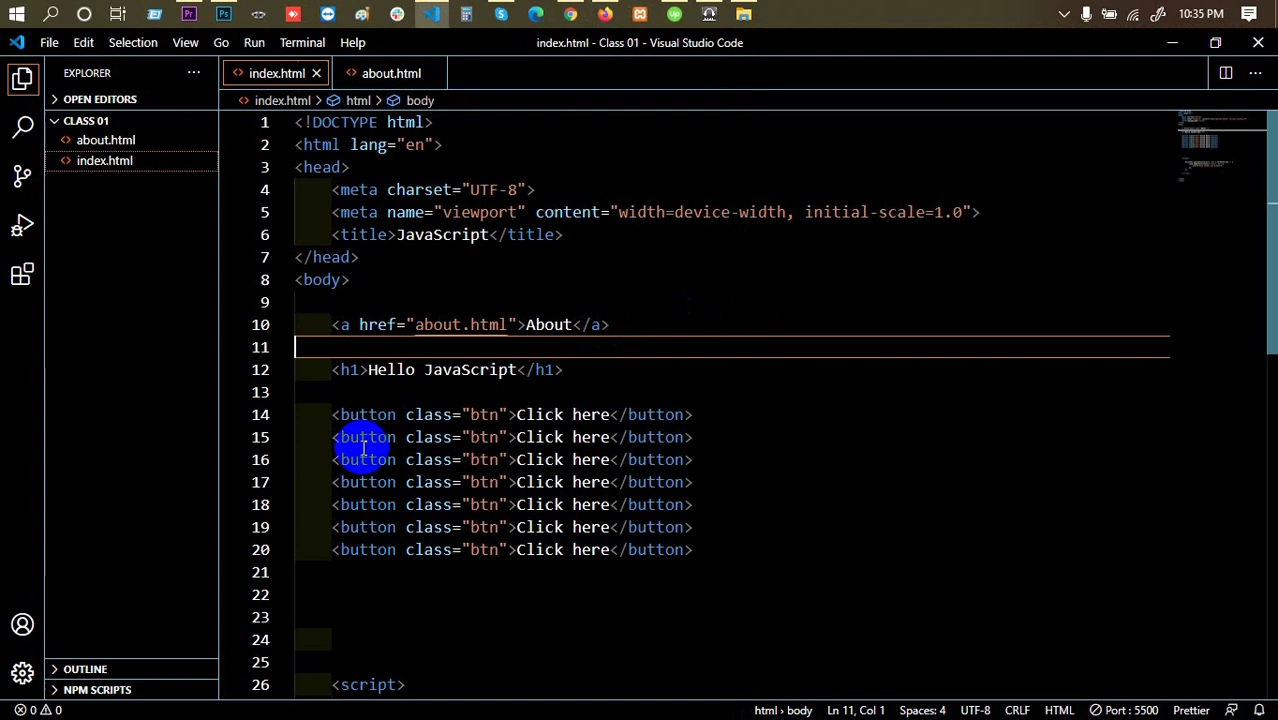 10:35 PM
File Edit Selection View Go Run Terminal Help
index.html - Class 01 - Visual Studio Code
EXPLORER
index.html
about.html
OPEN EDITORS
index.html > html > body
CLASS 01
about.html
index.html
1 <!DOCTYPE html>
2 <html lang="en">
3 <head>
4 <meta charset="UTF-8">
5 <meta name="viewport" content="width=device-width, initial-scale=1.0">
6 <title>JavaScript</title>
7 </head>
8 <body>
9
10 <a href="about.html">About</a>
11
12 <h1>Hello JavaScript</h1>
13
14 <button class="btn">Click here</button>
15 <button class="btn">Click here</button>
16 <button class="btn">Click here</button>
17 <button class="btn">Click here</button>
18 <button class="btn">Click here</button>
19 <button class="btn">Click here</button>
20 <button class="btn">Click here</button>
21
22
23
24
25
26 <script>
OUTLINE
NPM SCRIPTS
0 0
html > body Ln 11, Col 1 Spaces: 4 UTF-8 CRLF HTML Port : 5500 Prettier